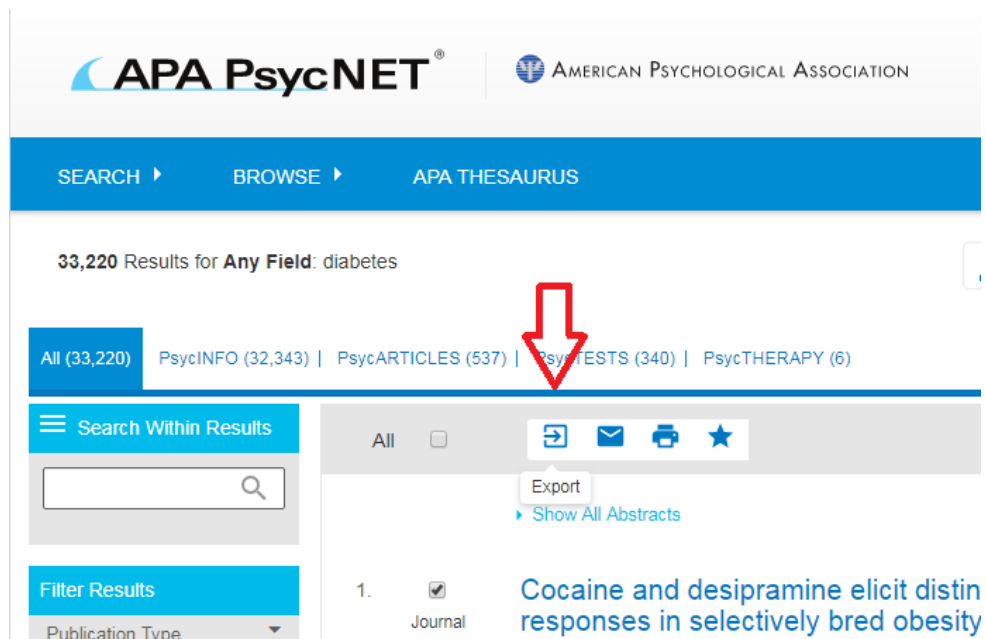 APA PsycNET®
AMERICAN PSYCHOLOGICAL ASSOCIATION
SEARCH
BROWSE
APA THESAURUS
33,220 Results for Any Field: diabetes
All (33,220) PsycINFO (32,343) | PsycARTICLES (537) | PsycTESTS (340) | PsycTHERAPY (6)
Search Within Results
All
Export
Show All Abstracts
Filter Results
Publication Type
1.
Journal
Cocaine and desipramine elicit distin
responses in selectively bred obesity